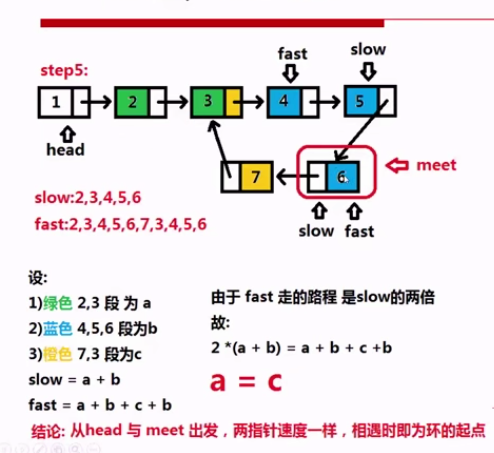 step5:
fast
slow
1
2
3
4
5
head
7
6
meet
slow:2,3,4,5,6
fast:2,3,4,5,6,7,3,4,5,6
slow fast
设:
1)绿色 2,3 段 为 a
2)蓝色 4,5,6 段为b
3)橙色 7,3 段为c
slow = a + b
fast = a + b + c + b
由于 fast 走的路程 是slow的两倍
故:
2 *(a + b) = a + b + c +b
a = c
结论: 从head 与 meet 出发，两指针速度一样，相遇时即为环的起点